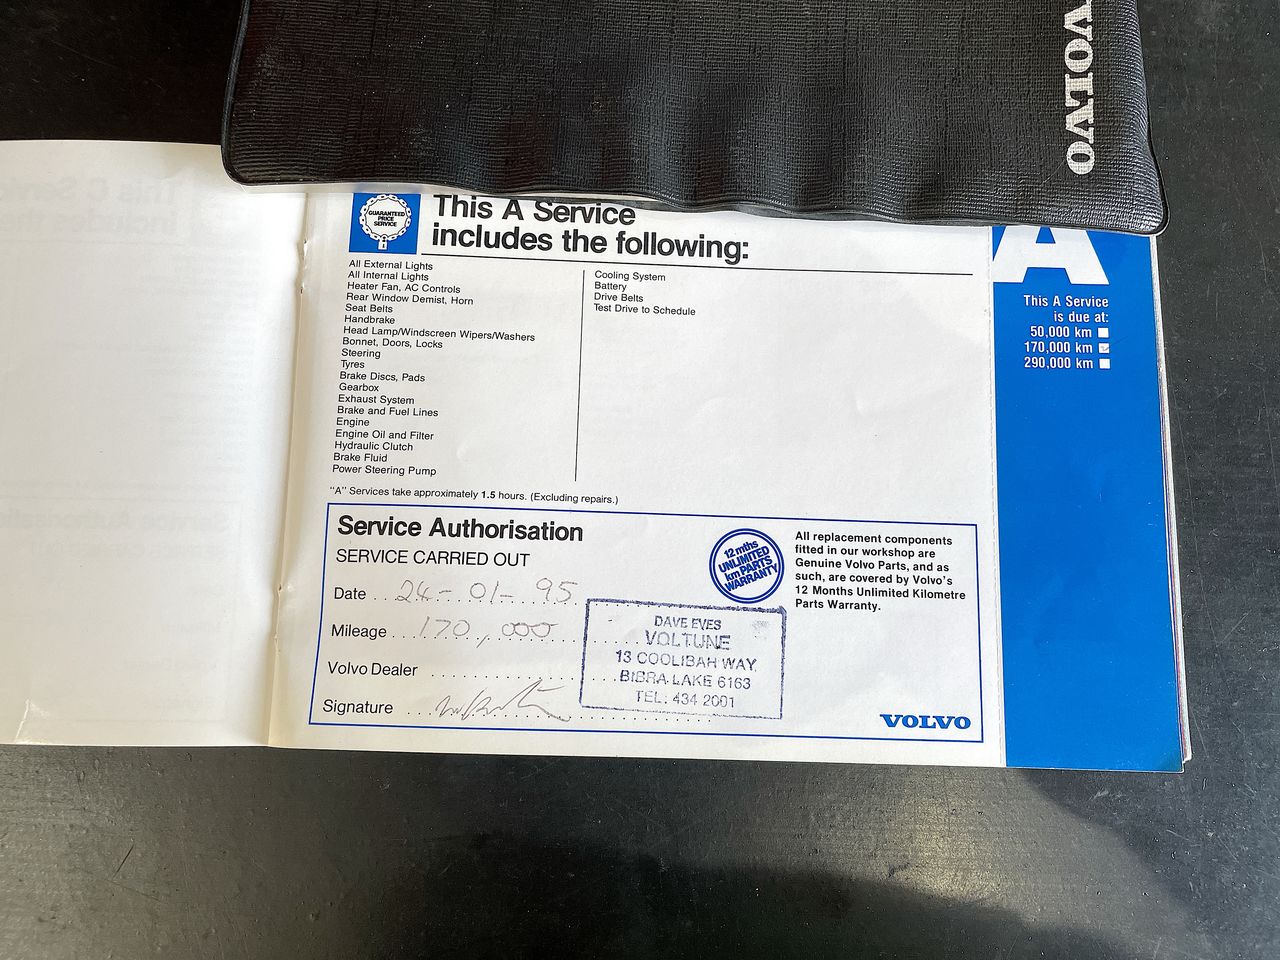 VOLVO
GUARANTEED
PRICE
SERVICE
This A Service
includes the following:
All External Lights
All Internal Lights
Heater Fan, AC Controls
Rear Window Demist, Horn
Seat Belts
Handbrake
Head Lamp/Windscreen Wipers/Washers
Bonnet, Doors, Locks
Steering
Tyres
Brake Discs, Pads
Gearbox
Exhaust System
Brake and Fuel Lines
Engine
Engine Oil and Filter
Hydraulic Clutch
Brake Fluid
Power Steering Pump
Cooling System
Battery
Drive Belts
Test Drive to Schedule
"A" Services take approximately 1.5 hours. (Excluding repairs.)
A
This A Service
is due at:
50,000 km
170,000 km
290,000 km
Service Authorisation
SERVICE CARRIED OUT
Date 24-01-95
Mileage 170,000
Volvo Dealer
Signature
DAVE EVES
VOLTUNE
13 COOLIBAH WAY
BIBRA LAKE 6163
TEL: 434 2001
12 mths
UNLIMITED
km PARTS
WARRANTY
All replacement components
fitted in our workshop are
Genuine Volvo Parts, and as
such, are covered by Volvo's
12 Months Unlimited Kilometre
Parts Warranty.
VOLVO